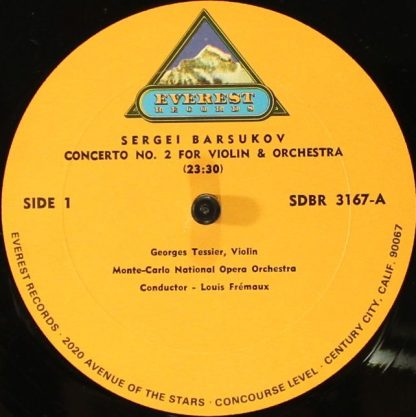 EVEREST
RECORDS
SERGEI BARSUKOV
CONCERTO NO. 2 FOR VIOLIN & ORCHESTRA
(23:30)
SIDE 1
SDBR 3167-A
Georges Tessier, Violin
Monte-Carlo National Opera Orchestra
Conductor - Louis Frémaux
EVEREST RECORDS · 2020 AVENUE OF THE STARS · CONCOURSE LEVEL · CENTURY CITY, CALIF. 90067